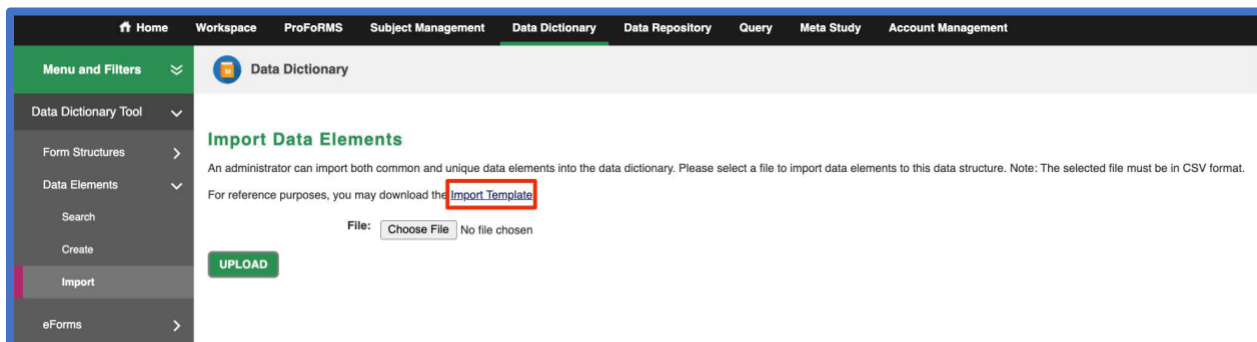 Home Workspace ProFoRMS Subject Management Data Dictionary Data Repository Query Meta Study Account Management
Menu and Filters
Data Dictionary
Data Dictionary Tool
Form Structures
Data Elements
Search
Create
Import
eForms
Import Data Elements
An administrator can import both common and unique data elements into the data dictionary. Please select a file to import data elements to this data structure. Note: The selected file must be in CSV format.
For reference purposes, you may download the Import Template.
File: Choose File No file chosen
UPLOAD